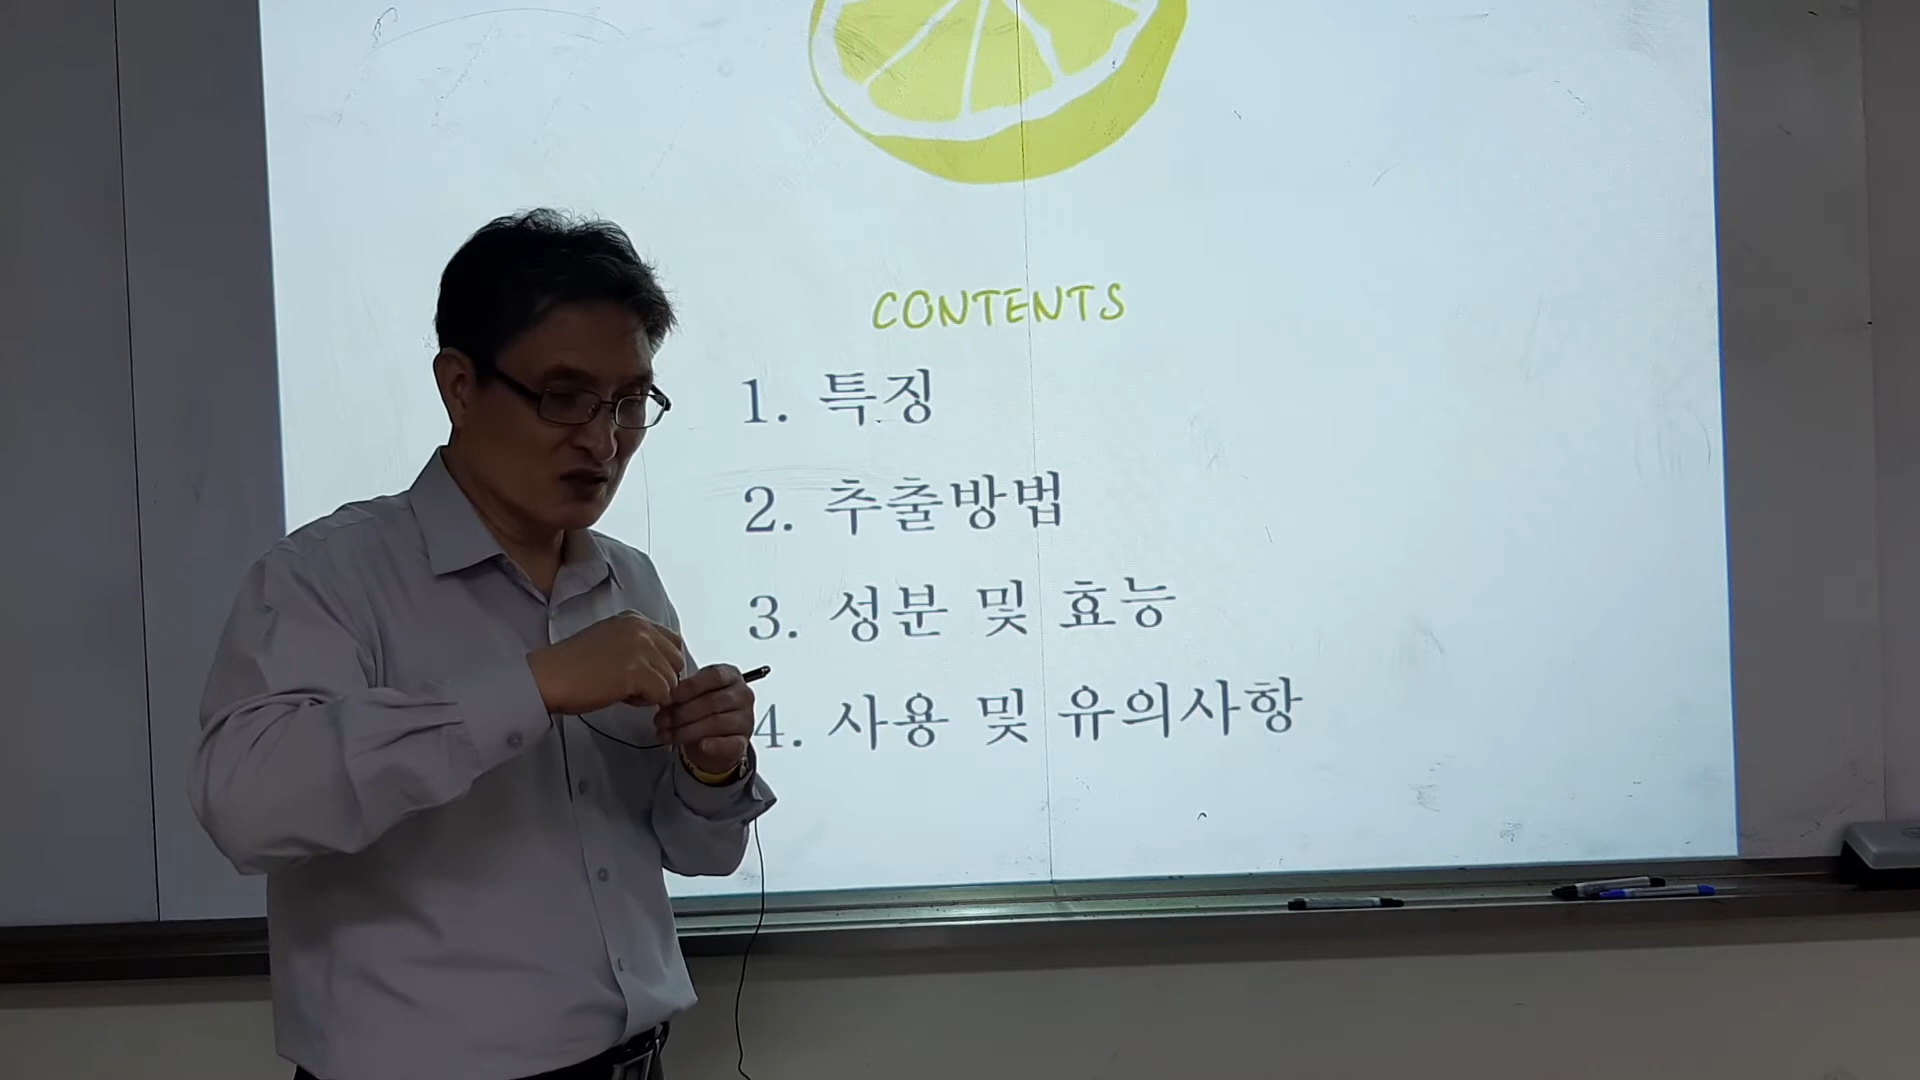 CONTENTS
1. 특징
2. 추출방법
3. 성분 및 효능
4. 사용 및 유의사항